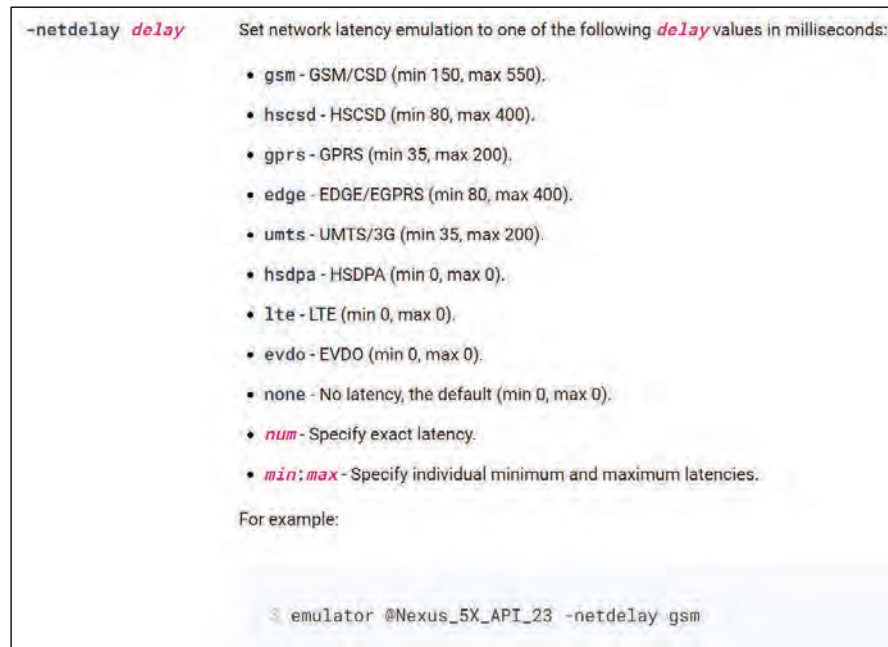 -netdelay delay Set network latency emulation to one of the following delay values in milliseconds:
• gsm - GSM/CSD (min 150, max 550).
• hscsd - HSCSD (min 80, max 400).
• gprs - GPRS (min 35, max 200).
• edge - EDGE/EGPRS (min 80, max 400).
• umts - UMTS/3G (min 35, max 200).
• hsdpa - HSDPA (min 0, max 0).
• lte - LTE (min 0, max 0).
• evdo - EVDO (min 0, max 0).
• none - No latency, the default (min 0, max 0).
• num - Specify exact latency.
• min:max - Specify individual minimum and maximum latencies.
For example:
$ emulator @Nexus_5X_API_23 -netdelay gsm